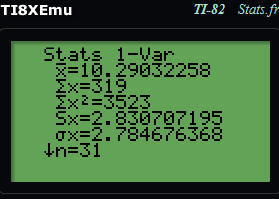 TI8XEmu TI-82 Stats.fr
Stats 1-Var
x̅=10.29032258
Σx=319
Σx²=3523
Sx=2.830707195
σx=2.784676368
↓n=31